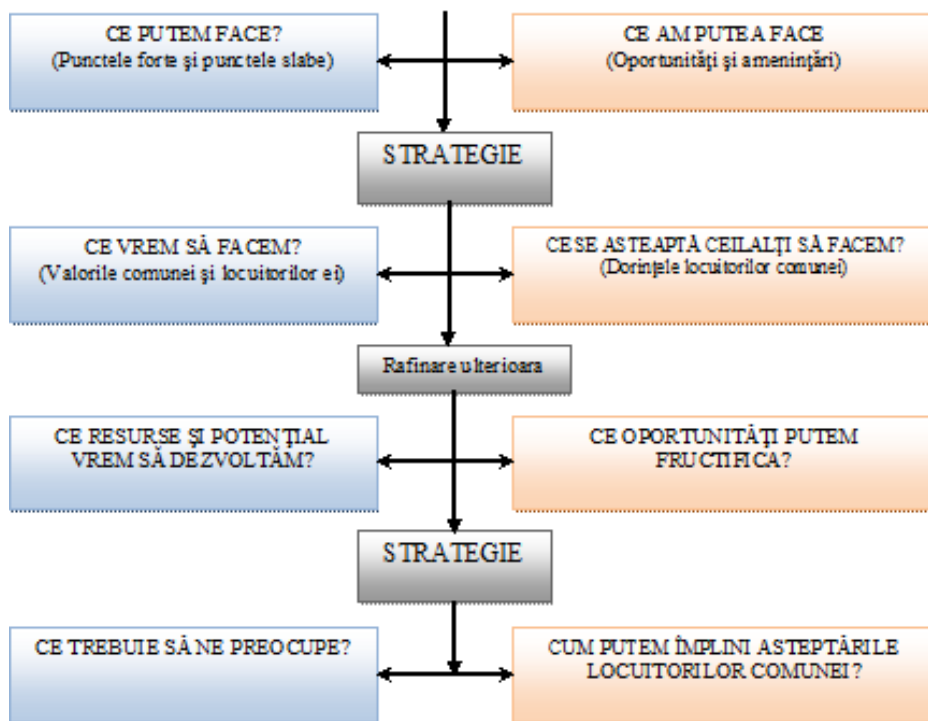 CE PUTEM FACE?
(Punctele forte şi punctele slabe)
CE AM PUTEA FACE
(Oportunităţi şi ameninţări)
STRATEGIE
CE VREM SĂ FACEM?
(Valorile comunei şi locuitorilor ei)
CE SE ASTEAPTĂ CEILALŢI SĂ FACEM?
(Dorinţele locuitorilor comunei)
Rafinare ulterioara
CE RESURSE ŞI POTENŢIAL
VREM SĂ DEZVOLTĂM?
CE OPORTUNITĂŢI PUTEM
FRUCTIFICA?
STRATEGIE
CE TREBUIE SĂ NE PREOCUPE?
CUM PUTEM ÎMPLINI ASTEPTĂRILE
LOCUITORILOR COMUNEI?